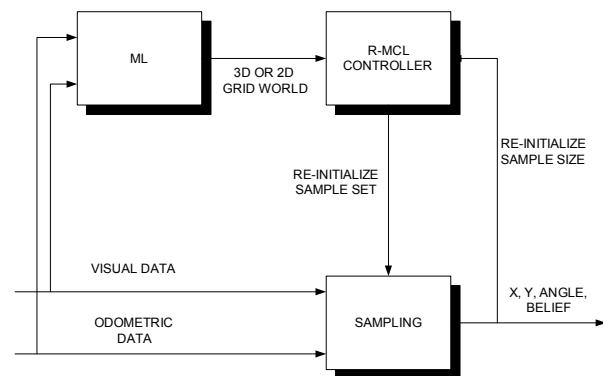 ML
3D OR 2D
GRID WORLD
R-MCL
CONTROLLER
RE-INITIALIZE
SAMPLE SIZE
RE-INITIALIZE
SAMPLE SET
VISUAL DATA
ODOMETRIC
DATA
SAMPLING
X, Y, ANGLE,
BELIEF